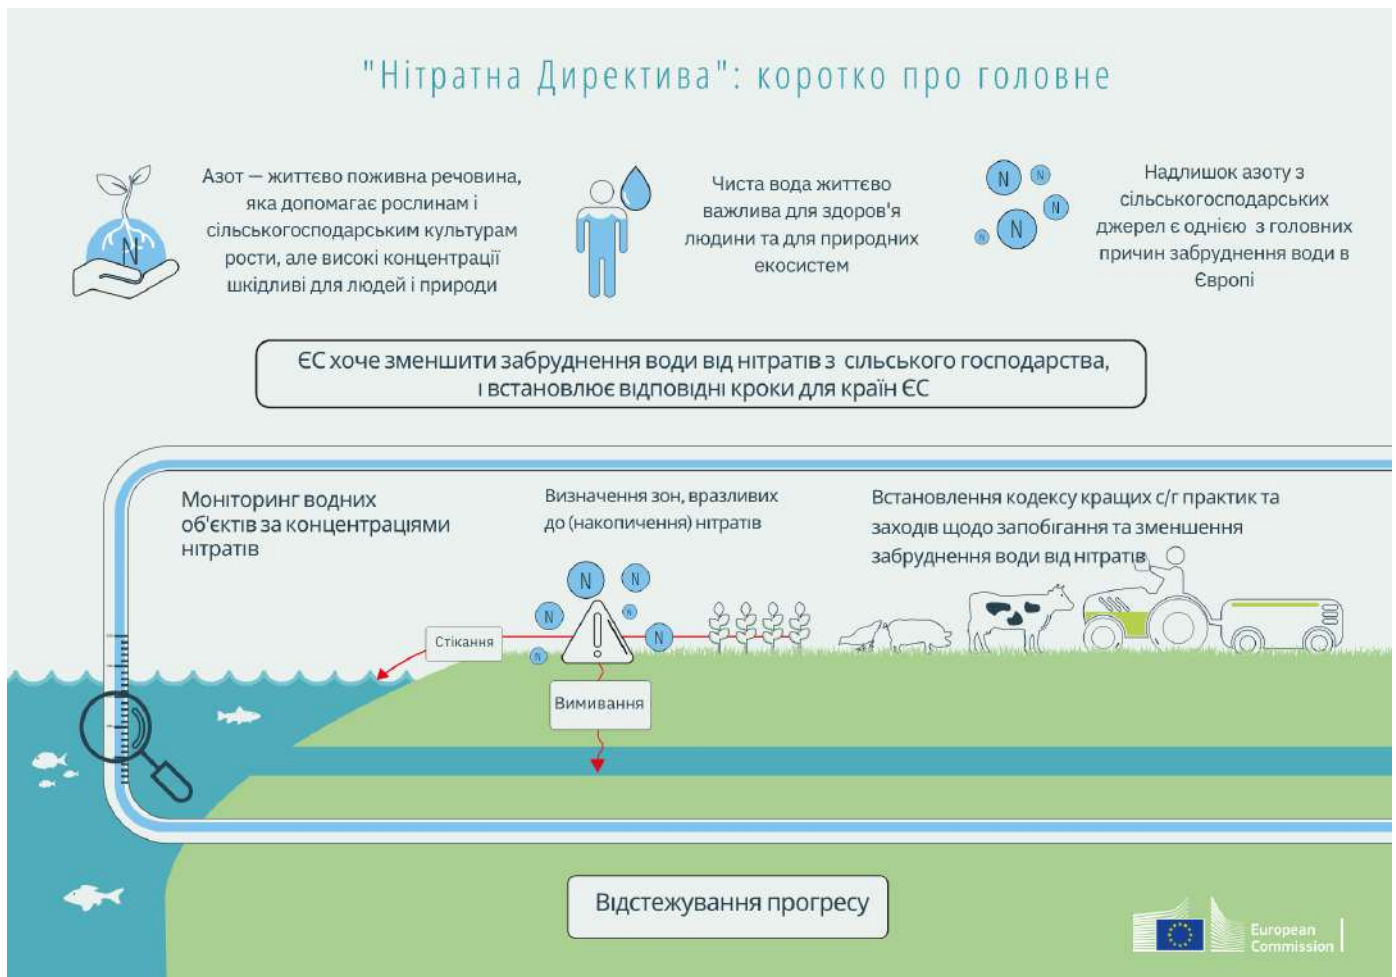 "Нітратна Директива": коротко про головне
Азот — життєво поживна речовина,
яка допомагає рослинам і
сільськогосподарським культурам
рости, але високі концентрації
шкідливі для людей і природи
N
Чиста вода життєво
важлива для здоров'я
людини та для природних
екосистем
N
N
N
N
N
Надлишок азоту з
сільськогосподарських
джерел є однією з головних
причин забруднення води в
Європі
ЄС хоче зменшити забруднення води від нітратів з сільського господарства,
і встановлює відповідні кроки для країн ЄС
Моніторинг водних
об'єктів за концентраціями
нітратів
Визначення зон, вразливих
до (накопичення) нітратів
Встановлення кодексу кращих с/г практик та
заходів щодо запобігання та зменшення
забруднення води від нітратів
N
N
N
N
N
N
Стікання
Вимивання
Відстежування прогресу
European
Commission